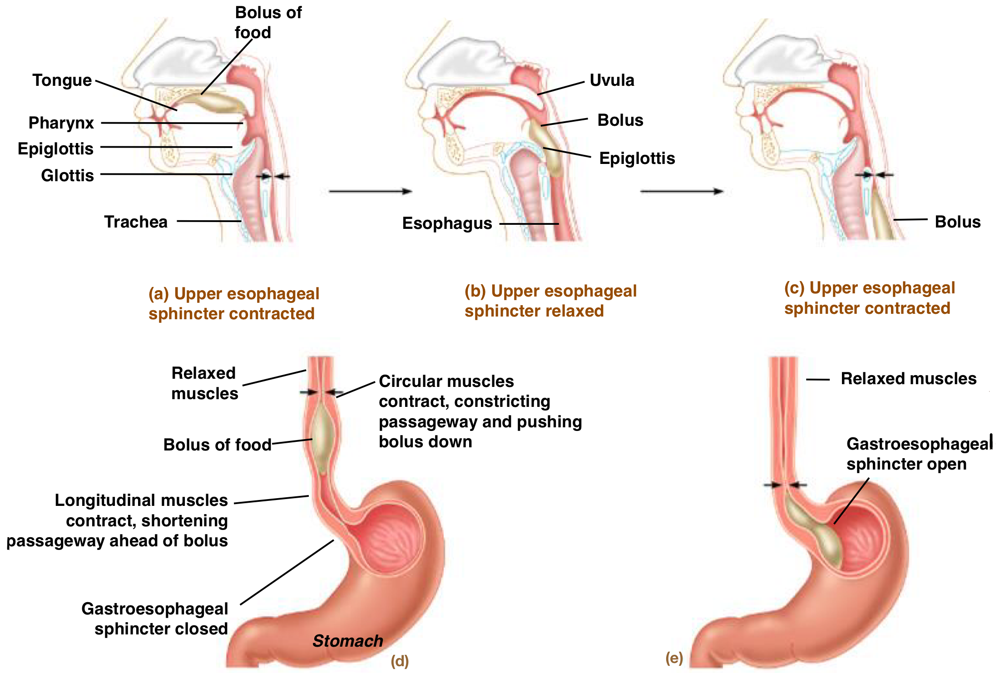 Bolus of
food
Tongue
Pharynx
Epiglottis
Glottis
Trachea
Uvula
Bolus
Epiglottis
Esophagus
Bolus
(a) Upper esophageal
sphincter contracted
(b) Upper esophageal
sphincter relaxed
(c) Upper esophageal
sphincter contracted
Relaxed
muscles
Circular muscles
contract, constricting
passageway and pushing
bolus down
Bolus of food
Longitudinal muscles
contract, shortening
passageway ahead of bolus
Gastroesophageal
sphincter closed
Stomach
(d)
Relaxed muscles
Gastroesophageal
sphincter open
(e)